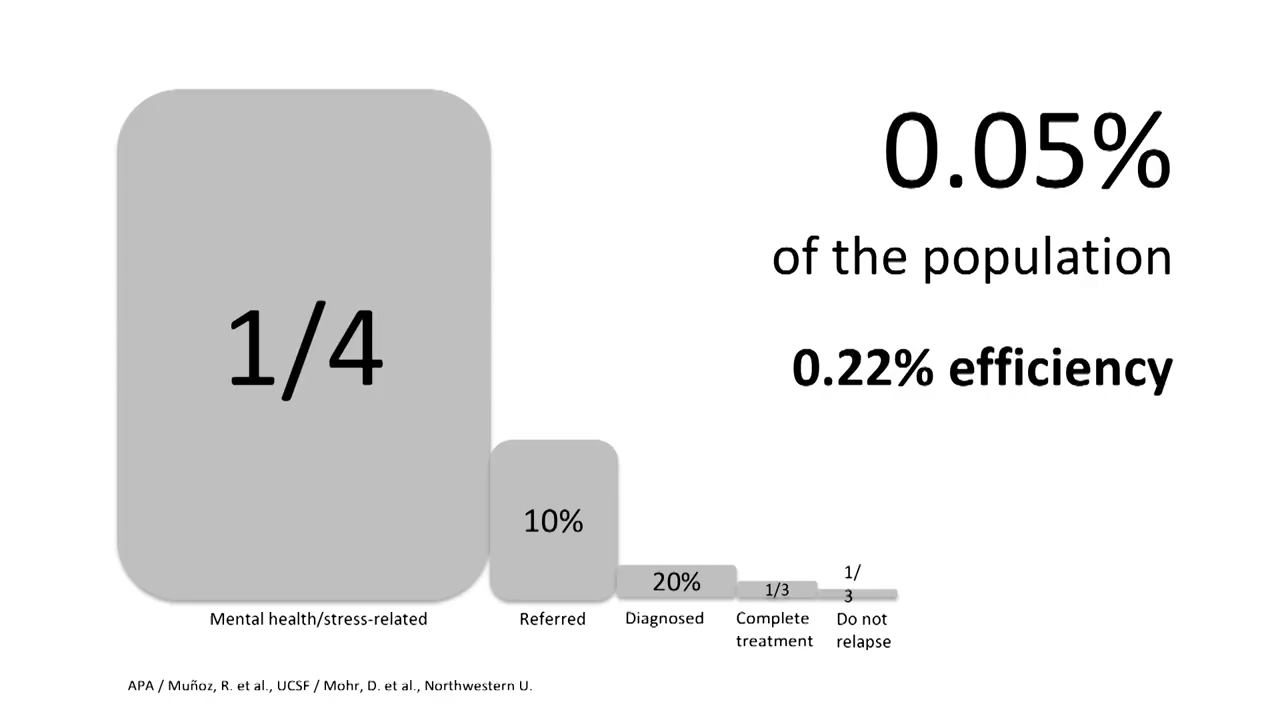 0.05%
of the population
0.22% efficiency
1/4
10%
20%
1/3
1/
3
Mental health/stress-related
Referred
Diagnosed
Complete
treatment
Do not
relapse
APA / Muñoz, R. et al., UCSF / Mohr, D. et al., Northwestern U.